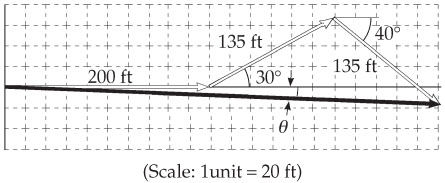 135 ft
40°
200 ft
30°
135 ft
θ
(Scale: 1unit = 20 ft)